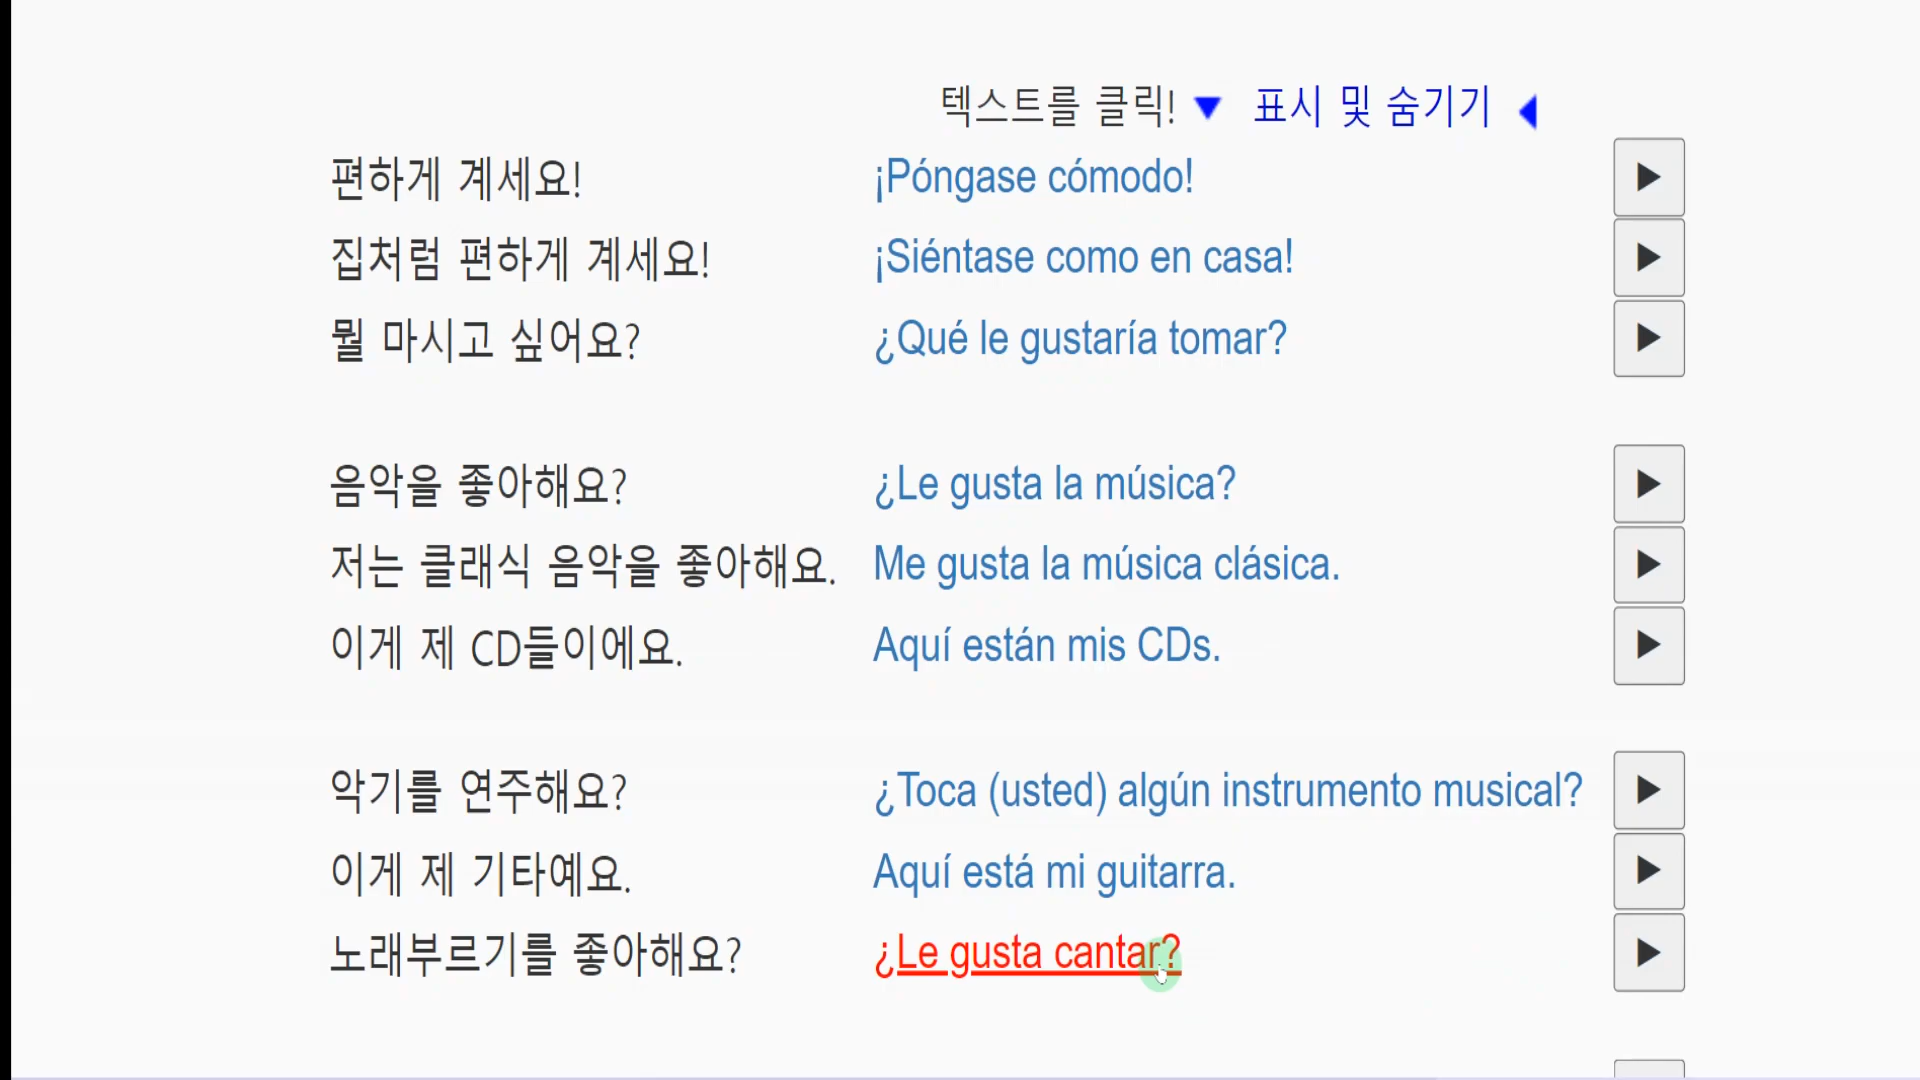 텍스트를 클릭! ▼ 표시 및 숨기기 ◀
편하게 계세요! ¡Póngase cómodo!
집처럼 편하게 계세요! ¡Siéntase como en casa!
뭘 마시고 싶어요? ¿Qué le gustaría tomar?
음악을 좋아해요? ¿Le gusta la música?
저는 클래식 음악을 좋아해요. Me gusta la música clásica.
이게 제 CD들이에요. Aquí están mis CDs.
악기를 연주해요? ¿Toca (usted) algún instrumento musical?
이게 제 기타예요. Aquí está mi guitarra.
노래부르기를 좋아해요? ¿Le gusta cantar?